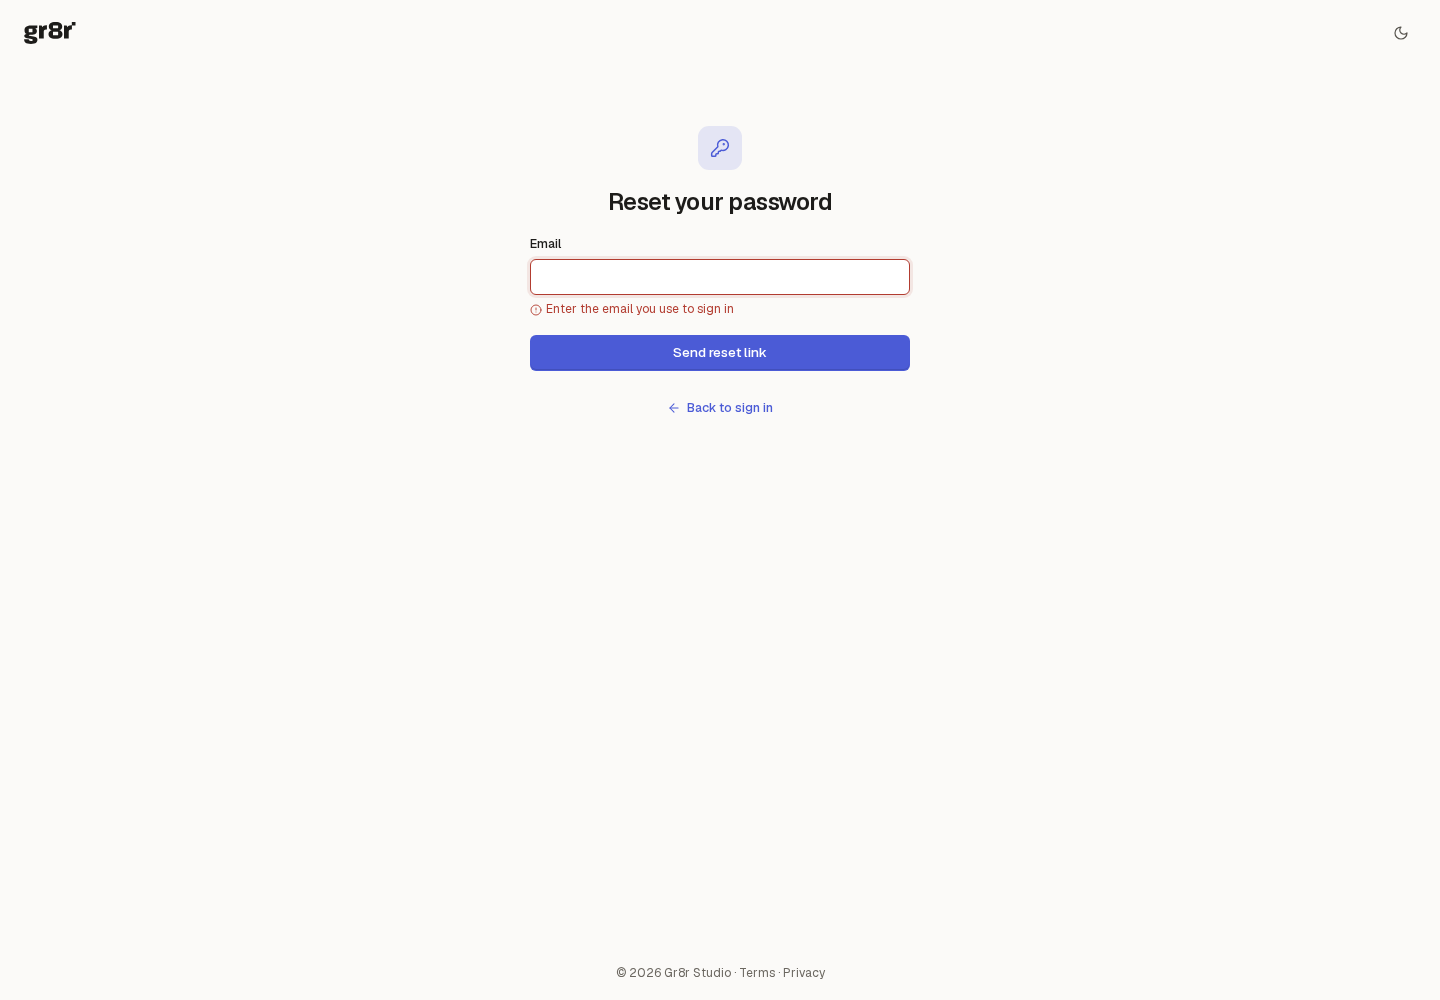 gr8r
Reset your password
Email
Enter the email you use to sign in
Send reset link
Back to sign in
© 2026 Gr8r Studio · Terms · Privacy